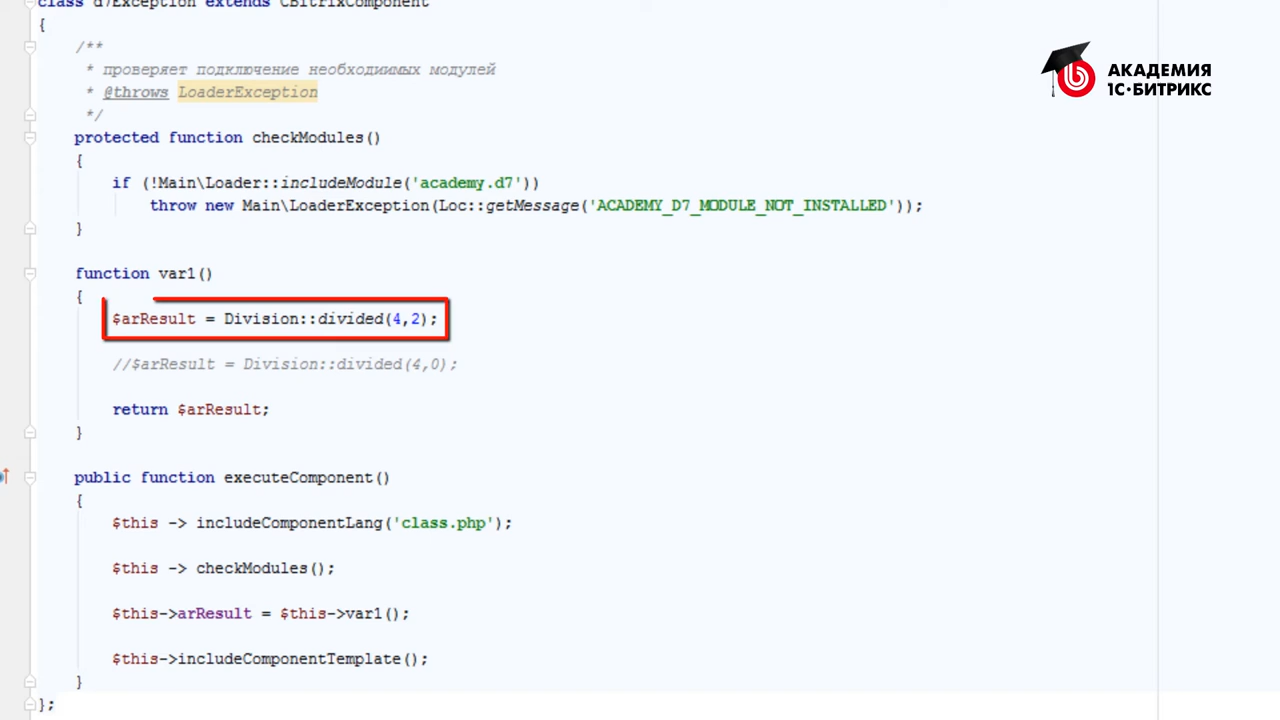 class d7Exception extends CBitrixComponent
{
/**
* проверяет подключение необходиимых модулей
* @throws LoaderException
*/
protected function checkModules()
{
if (!Main\Loader::includeModule('academy.d7'))
throw new Main\LoaderException(Loc::getMessage('ACADEMY_D7_MODULE_NOT_INSTALLED'));
}
function var1()
{
$arResult = Division::divided(4,2);
//$arResult = Division::divided(4,0);
return $arResult;
}
public function executeComponent()
{
$this -> includeComponentLang('class.php');
$this -> checkModules();
$this->arResult = $this->var1();
$this->includeComponentTemplate();
}
};
АКАДЕМИЯ
1С·БИТРИКС